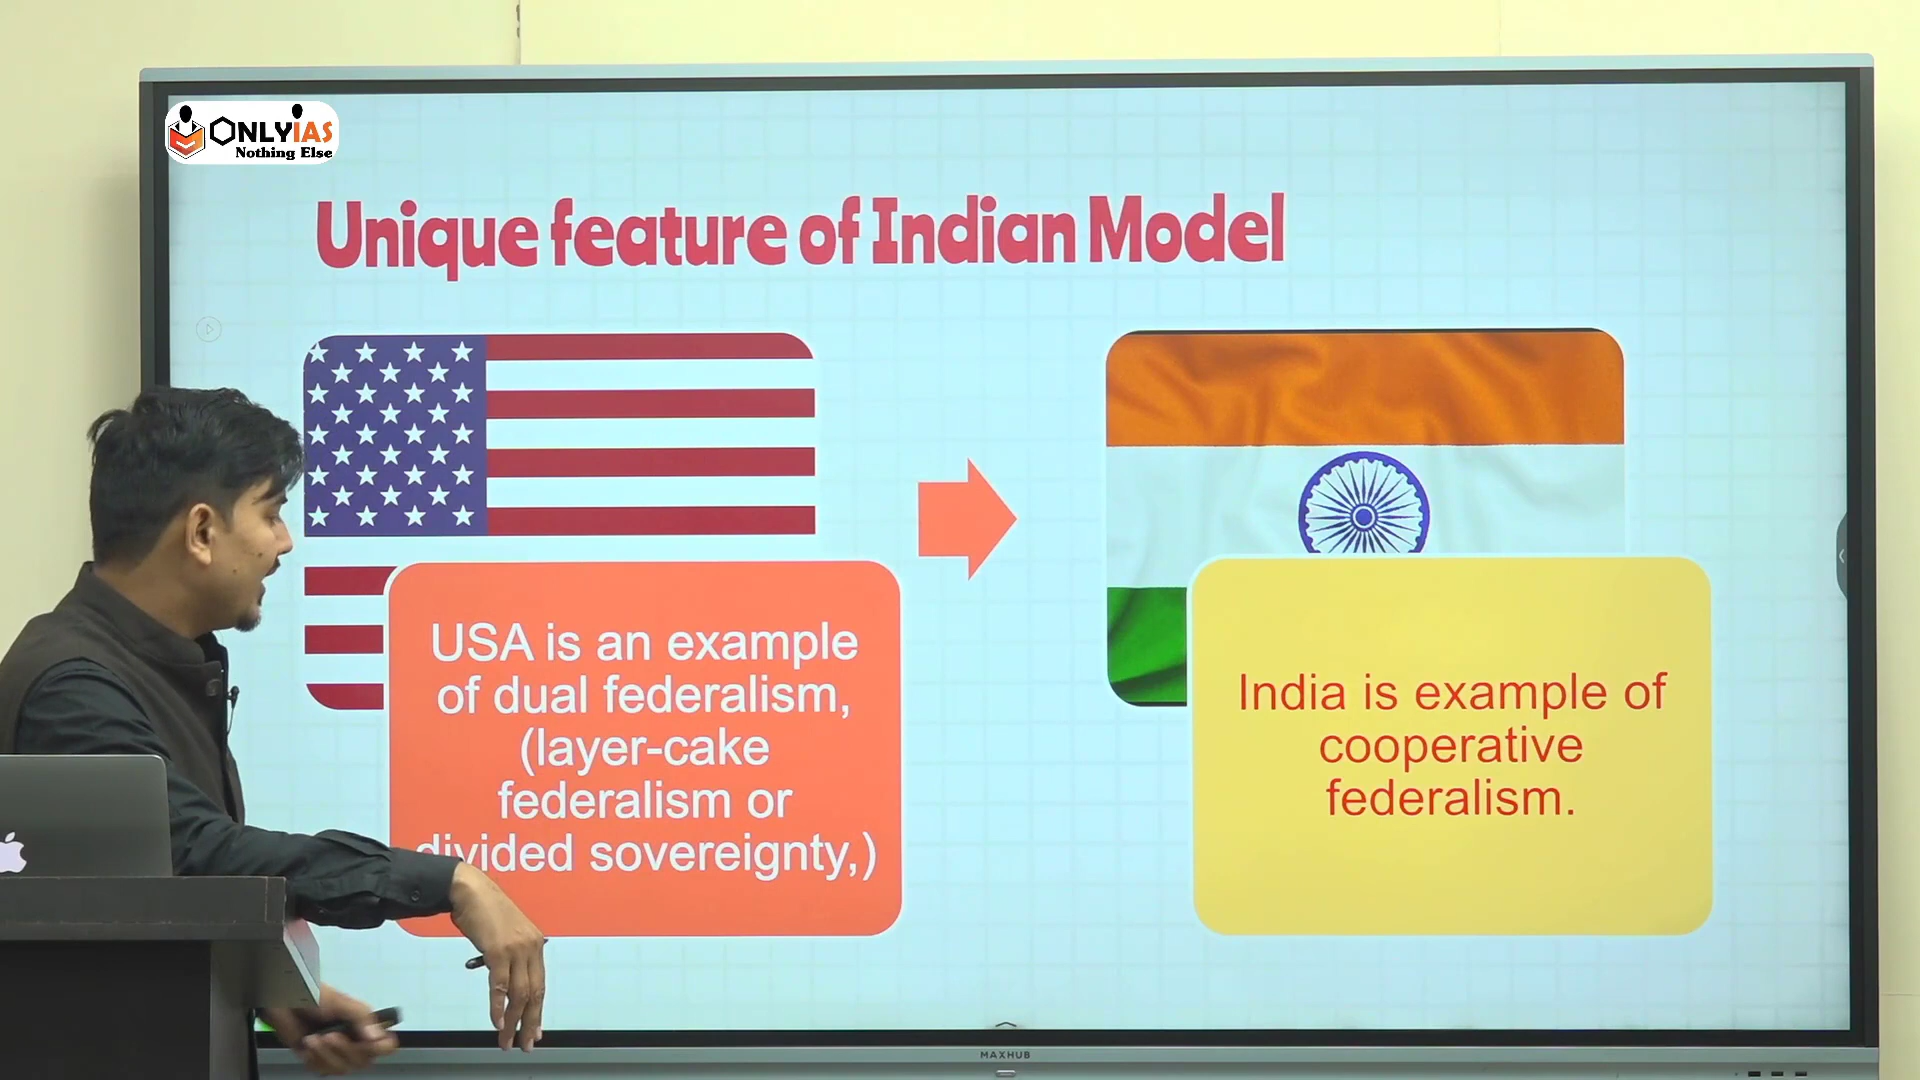 ONLYIAS
Nothing Else
Unique feature of Indian Model
USA is an example
of dual federalism,
(layer-cake
federalism or
divided sovereignty,)
India is example of
cooperative
federalism.
MAXHUB